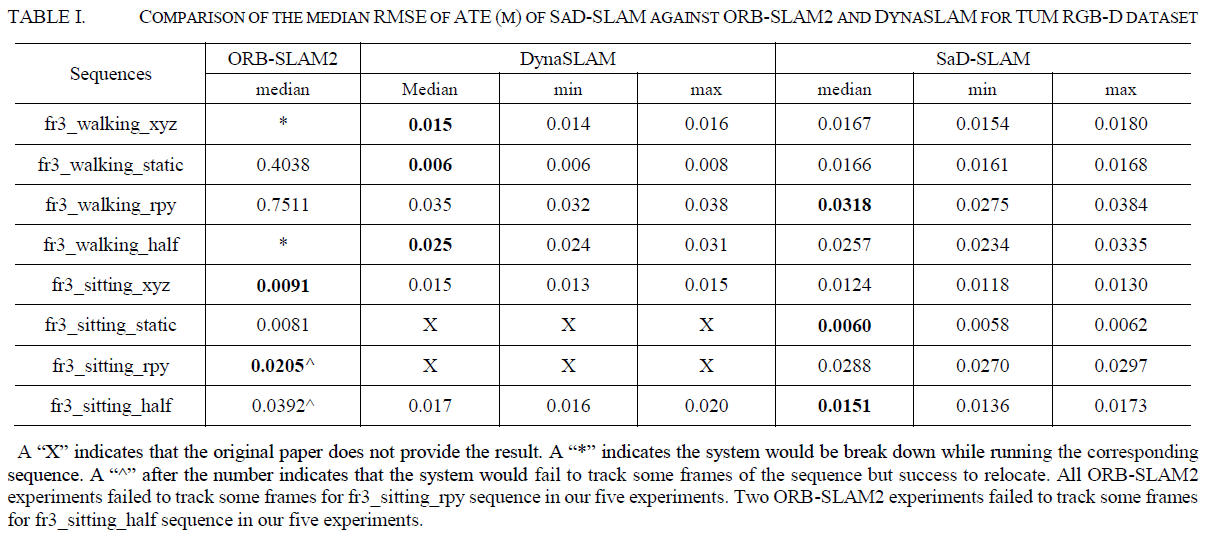 TABLE I. COMPARISON OF THE MEDIAN RMSE OF ATE (M) OF SAD-SLAM AGAINST ORB-SLAM2 AND DYNASLAM FOR TUM RGB-D DATASET
Sequences ORB-SLAM2 DynaSLAM SaD-SLAM
median Median min max median min max
fr3_walking_xyz * 0.015 0.014 0.016 0.0167 0.0154 0.0180
fr3_walking_static 0.4038 0.006 0.006 0.008 0.0166 0.0161 0.0168
fr3_walking_rpy 0.7511 0.035 0.032 0.038 0.0318 0.0275 0.0384
fr3_walking_half * 0.025 0.024 0.031 0.0257 0.0234 0.0335
fr3_sitting_xyz 0.0091 0.015 0.013 0.015 0.0124 0.0118 0.0130
fr3_sitting_static 0.0081 X X X 0.0060 0.0058 0.0062
fr3_sitting_rpy 0.0205^ X X X 0.0288 0.0270 0.0297
fr3_sitting_half 0.0392^ 0.017 0.016 0.020 0.0151 0.0136 0.0173
A “X” indicates that the original paper does not provide the result. A “*” indicates the system would be break down while running the corresponding
sequence. A “^” after the number indicates that the system would fail to track some frames of the sequence but success to relocate. All ORB-SLAM2
experiments failed to track some frames for fr3_sitting_rpy sequence in our five experiments. Two ORB-SLAM2 experiments failed to track some frames
for fr3_sitting_half sequence in our five experiments.